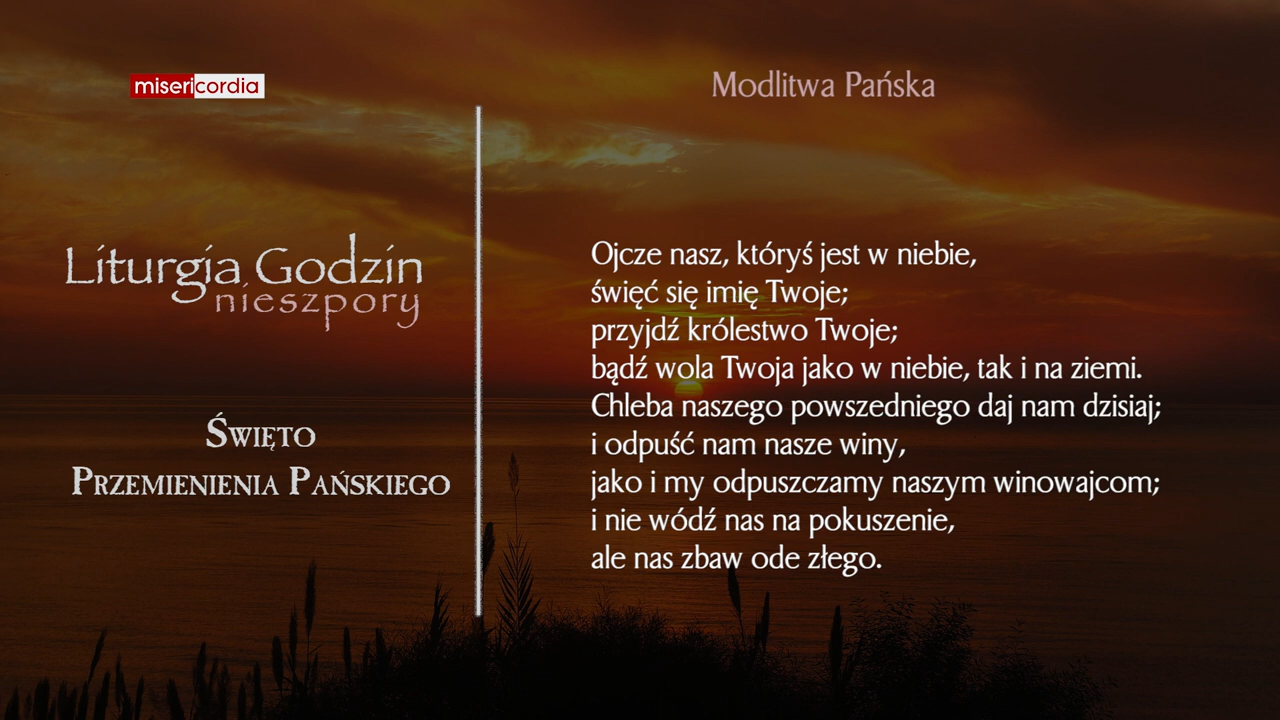 misericordia
Liturgia Godzin
nieszpory
Święto
Przemienienia Pańskiego
Modlitwa Pańska
Ojcze nasz, któryś jest w niebie,
święć się imię Twoje;
przyjdź królestwo Twoje;
bądź wola Twoja jako w niebie, tak i na ziemi.
Chleba naszego powszedniego daj nam dzisiaj;
i odpuść nam nasze winy,
jako i my odpuszczamy naszym winowajcom;
i nie wódź nas na pokuszenie,
ale nas zbaw ode złego.